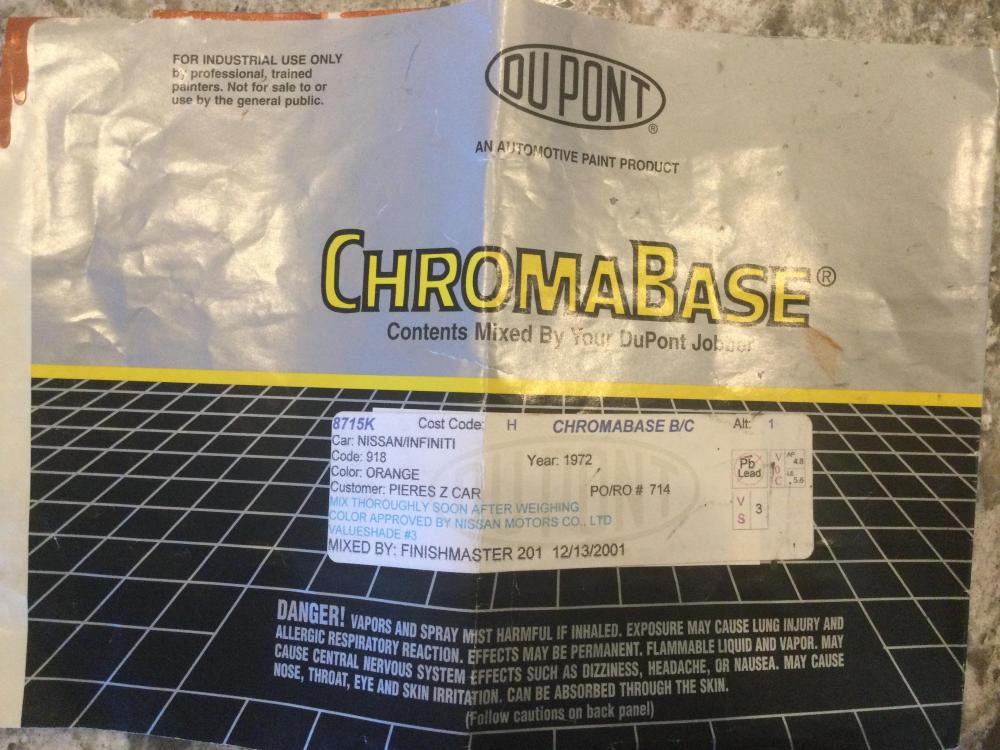 FOR INDUSTRIAL USE ONLY
by professional, trained
painters. Not for sale to or
use by the general public.
DU PONT
®
AN AUTOMOTIVE PAINT PRODUCT
CHROMABASE®
Contents Mixed By Your DuPont Jobber
8715K Cost Code: H CHROMABASE B/C Alt: 1
Car: NISSAN/INFINITI
Code: 918 Year: 1972
Color: ORANGE
Customer: PIERES Z CAR PO/RO # 714
MIX THOROUGHLY SOON AFTER WEIGHING
COLOR APPROVED BY NISSAN MOTORS CO., LTD
VALUESHADE #3
MIXED BY: FINISHMASTER 201 12/13/2001
Pb
Lead
V
O
C
AP
4.8
LE
5.6
V
S
3
DUPONT
DANGER! VAPORS AND SPRAY MIST HARMFUL IF INHALED. EXPOSURE MAY CAUSE LUNG INJURY AND
ALLERGIC RESPIRATORY REACTION. EFFECTS MAY BE PERMANENT. FLAMMABLE LIQUID AND VAPOR. MAY
CAUSE CENTRAL NERVOUS SYSTEM EFFECTS SUCH AS DIZZINESS, HEADACHE, OR NAUSEA. MAY CAUSE
NOSE, THROAT, EYE AND SKIN IRRITATION. CAN BE ABSORBED THROUGH THE SKIN.
(Follow cautions on back panel)